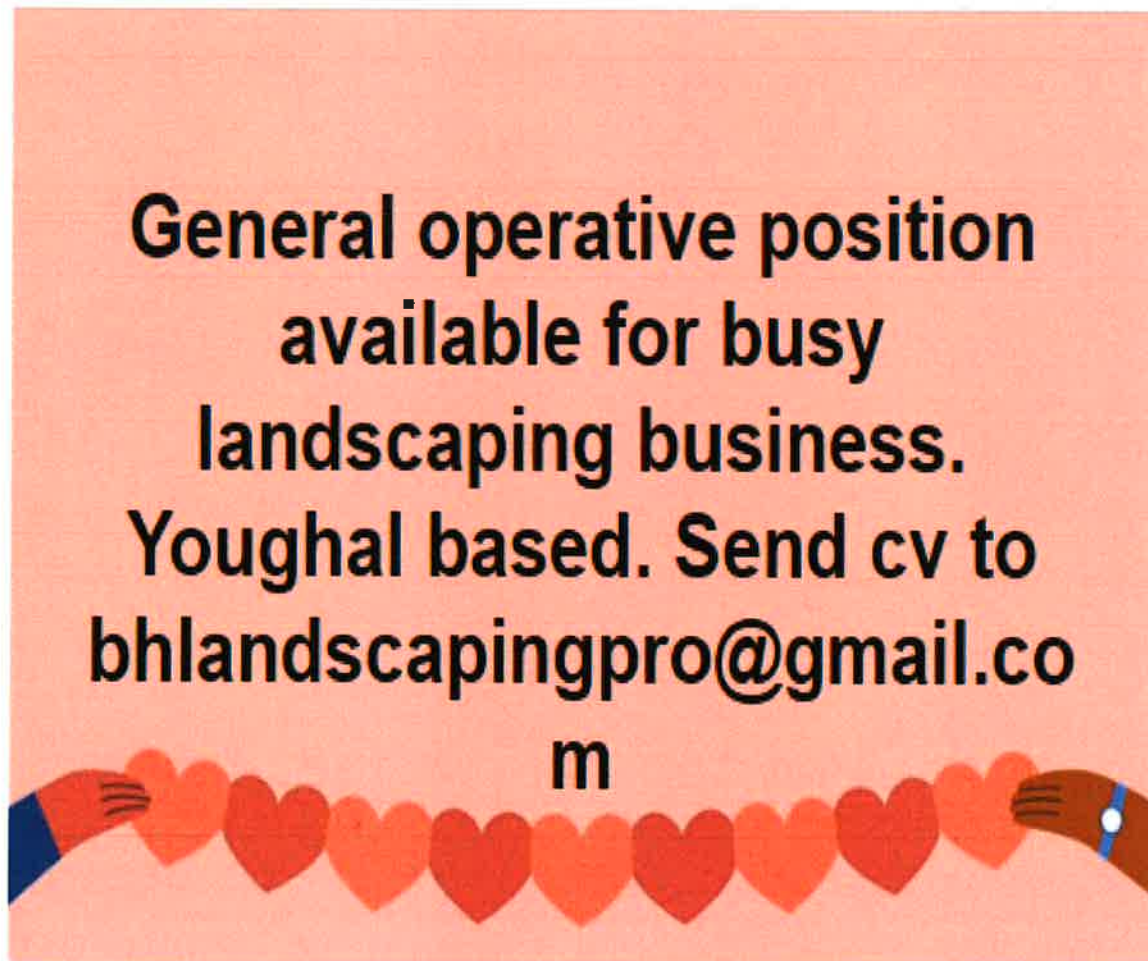 General operative position
available for busy
landscaping business.
Youghal based. Send cv to
bhlandscapingpro@gmail.co
m